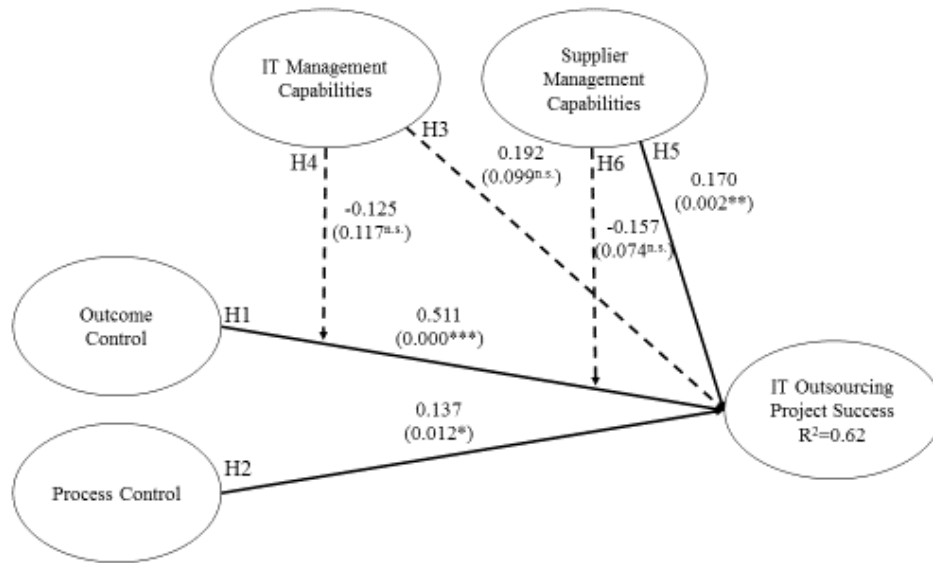 IT Management
Capabilities
Supplier
Management
Capabilities
H3
H4
H6
H5
0.192
(0.099n.s.)
0.170
(0.002**)
-0.125
(0.117n.s.)
-0.157
(0.074n.s.)
Outcome
Control
H1
0.511
(0.000***)
IT Outsourcing
Project Success
R²=0.62
0.137
(0.012*)
H2
Process Control